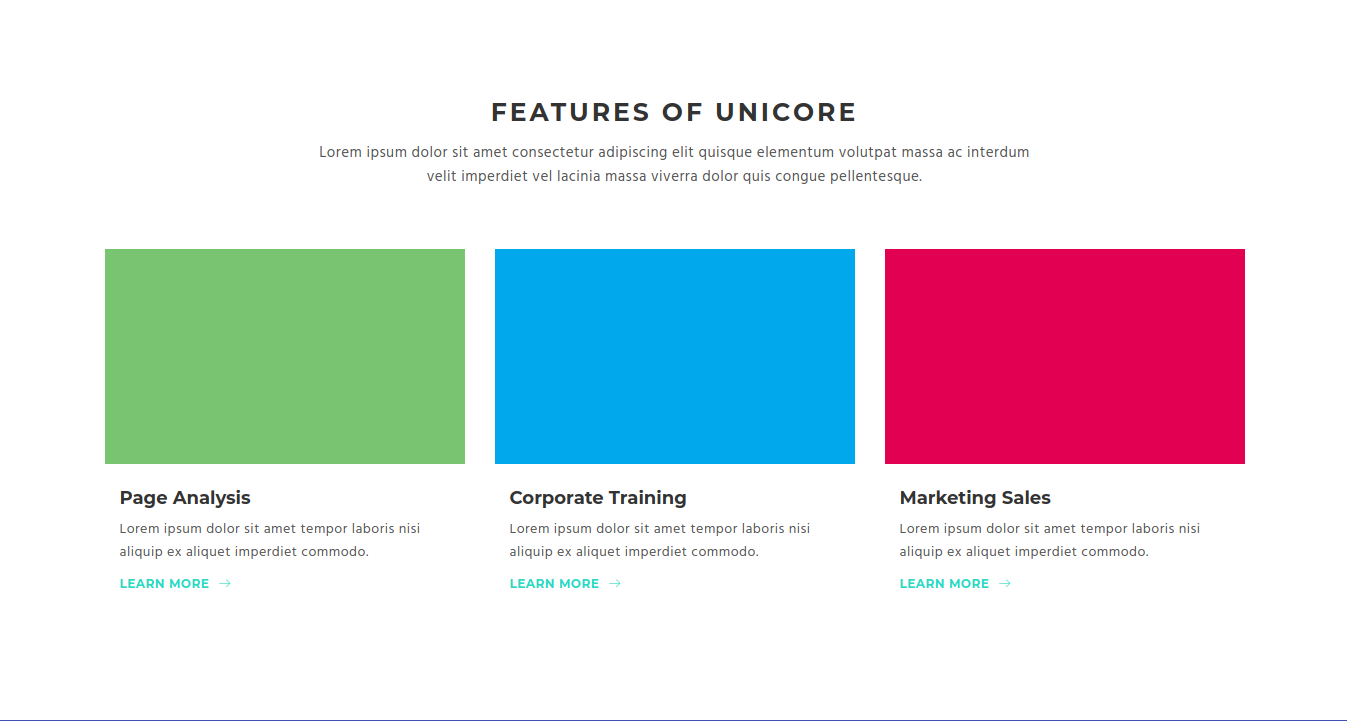 FEATURES OF UNICORE
Lorem ipsum dolor sit amet consectetur adipiscing elit quisque elementum volutpat massa ac interdum
velit imperdiet vel lacinia massa viverra dolor quis congue pellentesque.
Page Analysis
Lorem ipsum dolor sit amet tempor laboris nisi
aliquip ex aliquet imperdiet commodo.
LEARN MORE →
Corporate Training
Lorem ipsum dolor sit amet tempor laboris nisi
aliquip ex aliquet imperdiet commodo.
LEARN MORE →
Marketing Sales
Lorem ipsum dolor sit amet tempor laboris nisi
aliquip ex aliquet imperdiet commodo.
LEARN MORE →